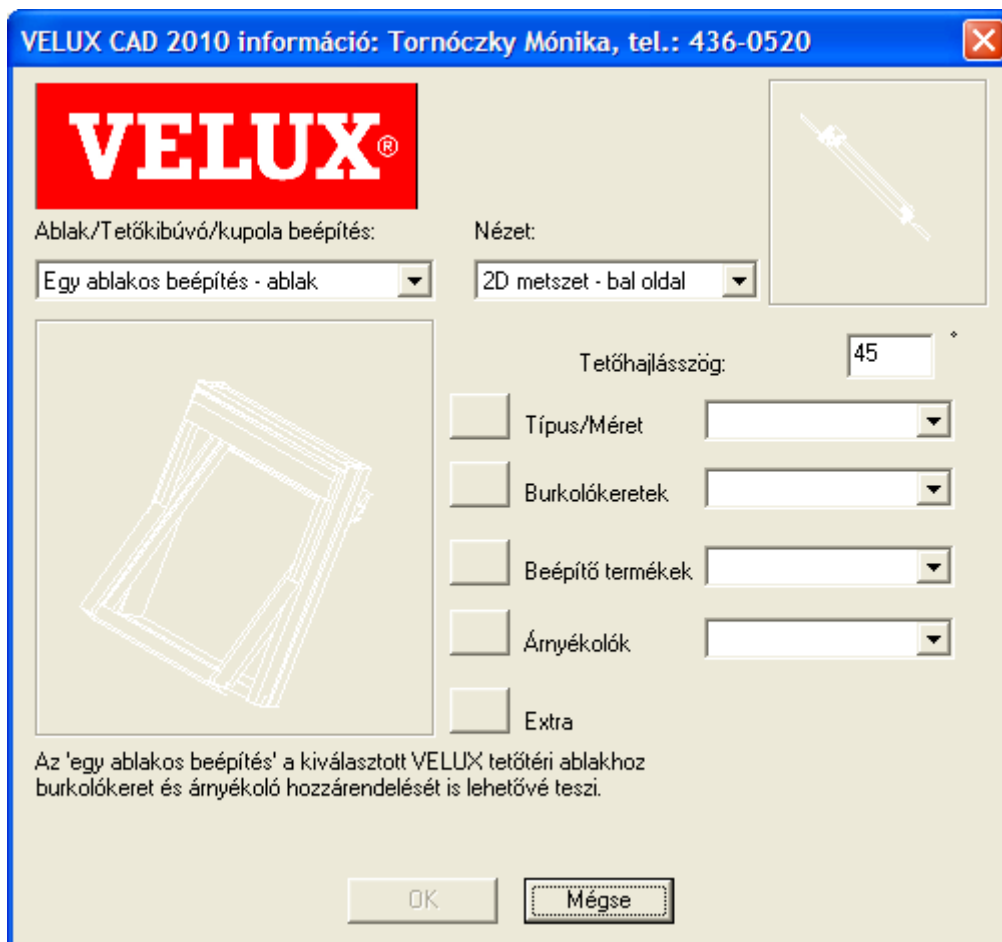 VELUX CAD 2010 információ: Tornóczky Mónika, tel.: 436-0520
VELUX®
Ablak/Tetőkibúvó/kupola beépítés:
Nézet:
Egy ablakos beépítés - ablak
2D metszet - bal oldal
Tetőhajlásszög:
45 °
Típus/Méret
Burkolókeretek
Beépítő termékek
Árnyékolók
Extra
Az 'egy ablakos beépítés' a kiválasztott VELUX tetőtéri ablakhoz
burkolókeret és árnyékoló hozzárendelését is lehetővé teszi.
OK
Mégse